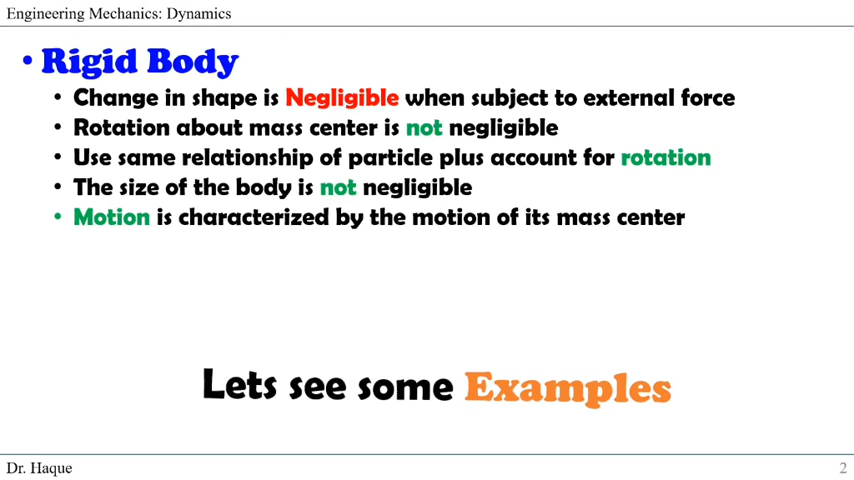 Engineering Mechanics: Dynamics
• Rigid Body
• Change in shape is Negligible when subject to external force
• Rotation about mass center is not negligible
• Use same relationship of particle plus account for rotation
• The size of the body is not negligible
• Motion is characterized by the motion of its mass center
Lets see some Examples
Dr. Haque
2